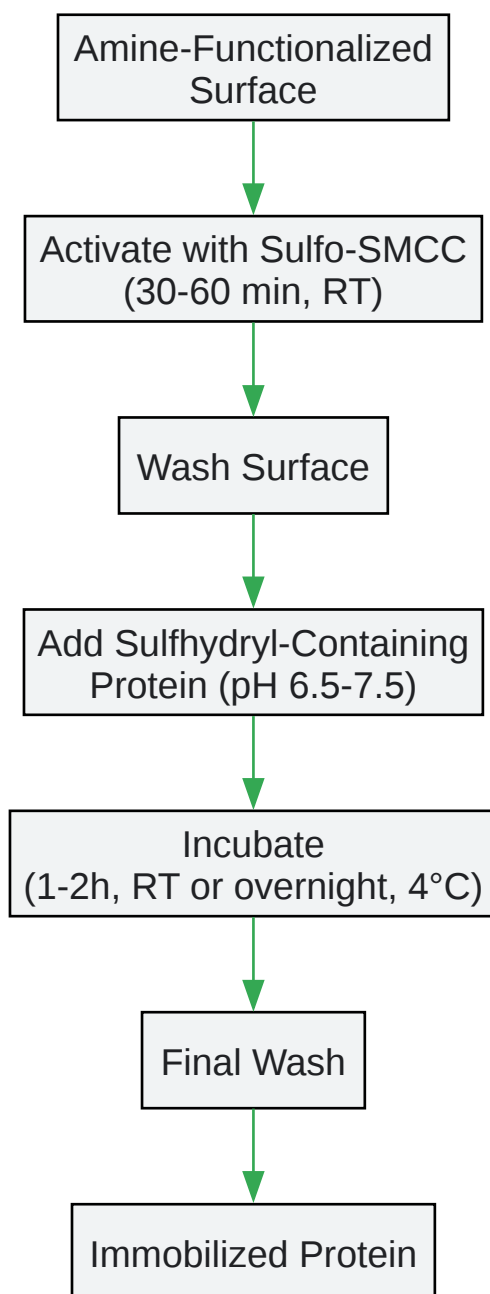 Amine-Functionalized
Surface
Activate with Sulfo-SMCC
(30-60 min, RT)
Wash Surface
Add Sulfhydryl-Containing
Protein (pH 6.5-7.5)
Incubate
(1-2h, RT or overnight, 4°C)
Final Wash
Immobilized Protein